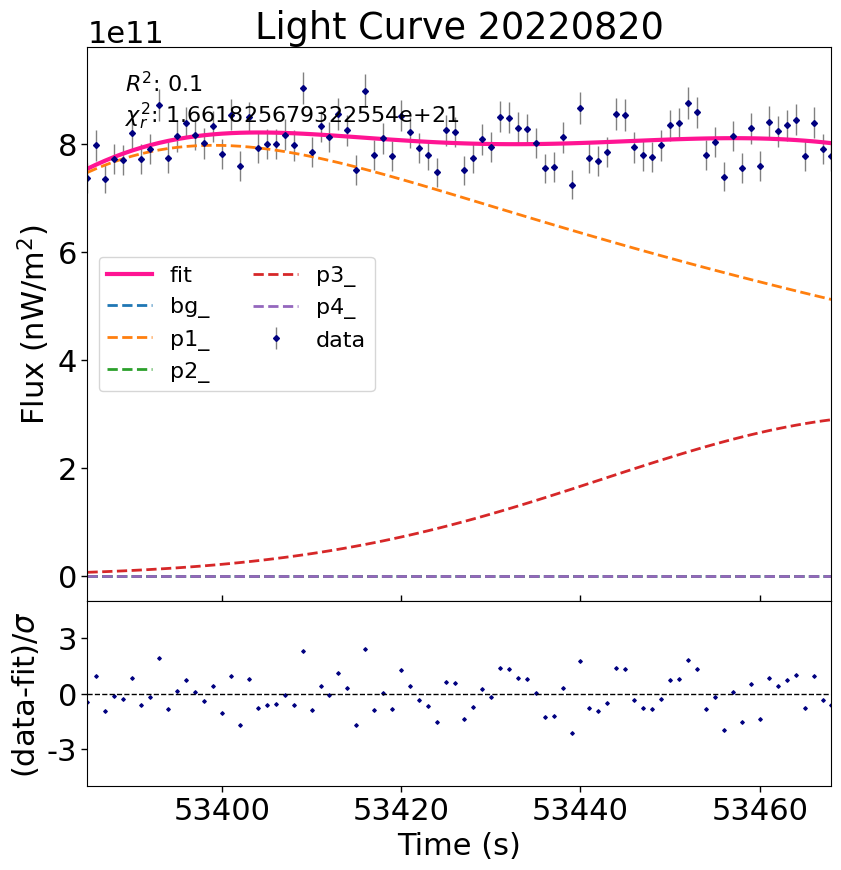 Light Curve 20220820
1e11
R²: 0.1
χ²ᵣ: 1.6618256793222554e+21
8
6
4
2
0
Flux (nW/m²)
fit
bg_
p1_
p2_
p3_
p4_
data
3
0
-3
(data-fit)/σ
53400 53420 53440 53460
Time (s)